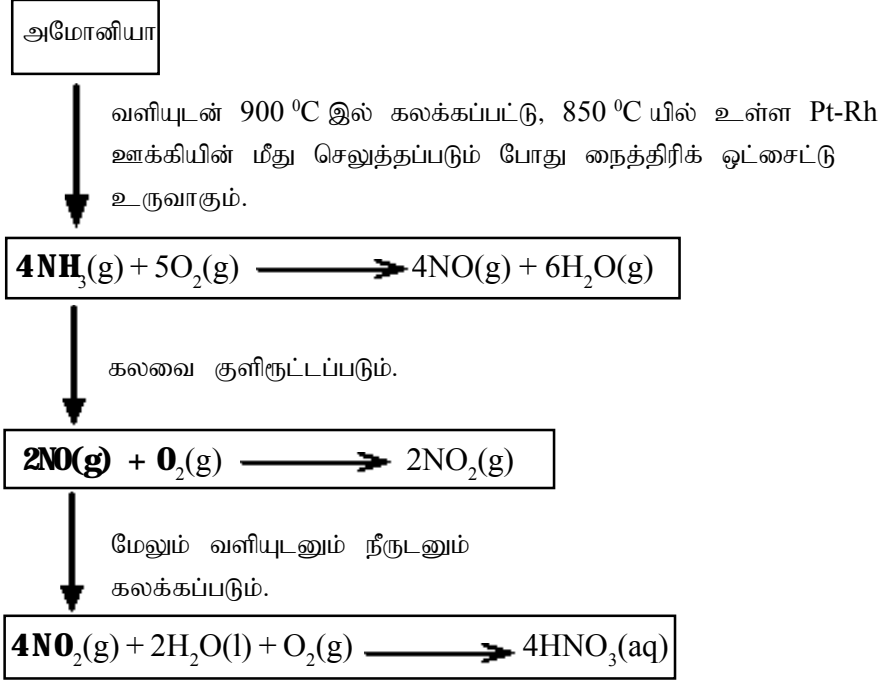 அமோனியா
வளியுடன் 900 ⁰C இல் கலக்கப்பட்டு, 850 ⁰C யில் உள்ள Pt-Rh
ஊக்கியின் மீது செலுத்தப்படும் போது நைத்திரிக் ஒட்சைட்டு
உருவாகும்.
4NH₃(g) + 5O₂(g) ⟶ 4NO(g) + 6H₂O(g)
கலவை குளிரூட்டப்படும்.
2NO(g) + O₂(g) ⟶ 2NO₂(g)
மேலும் வளியுடனும் நீருடனும்
கலக்கப்படும்.
4NO₂(g) + 2H₂O(l) + O₂(g) ⟶ 4HNO₃(aq)